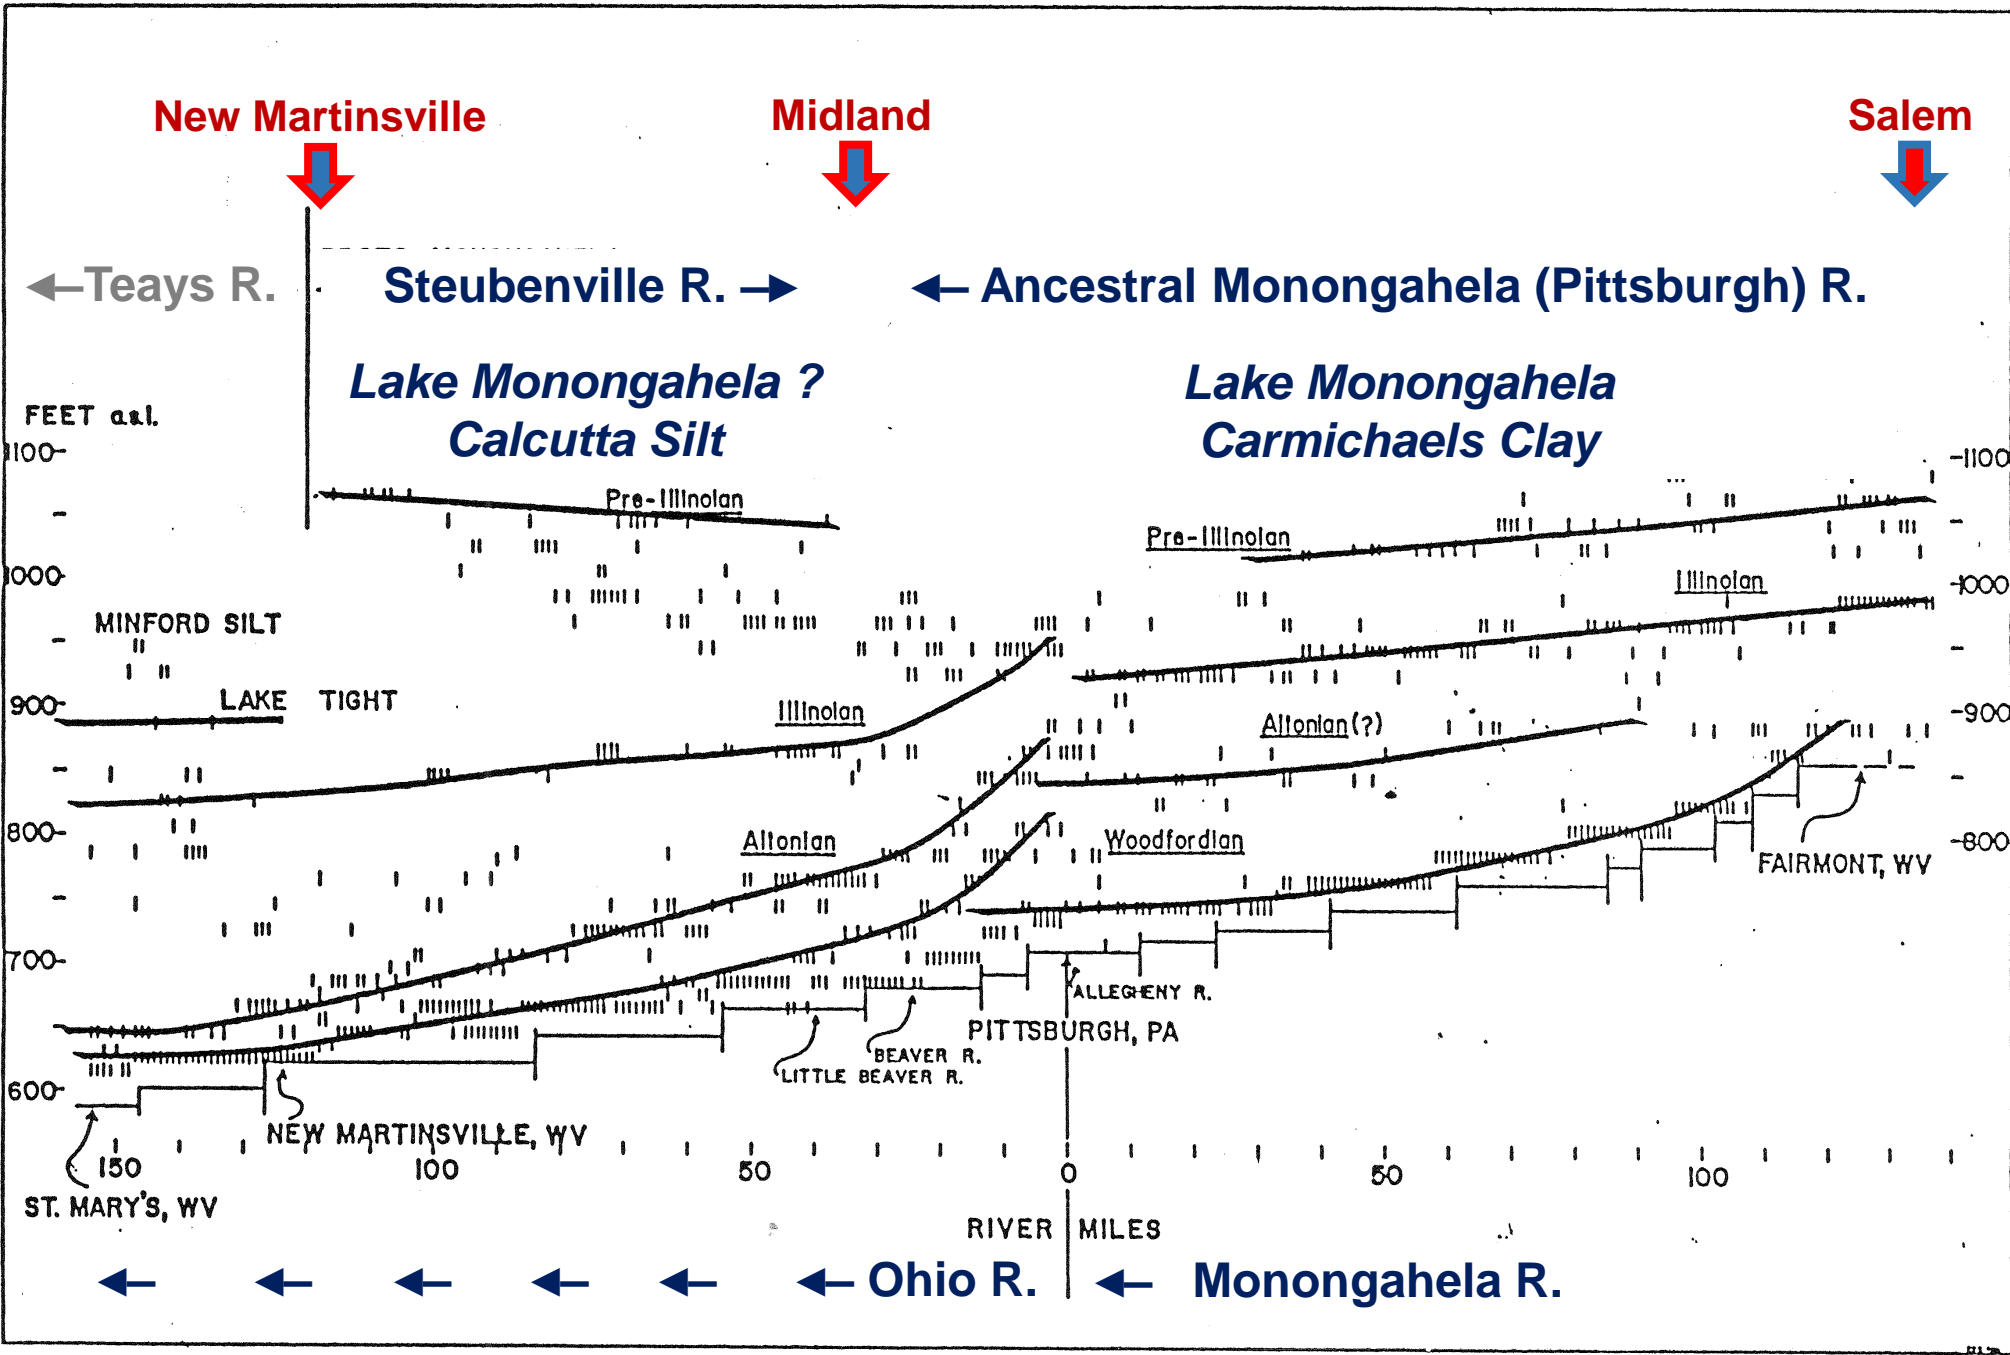 New Martinsville
Midland
Salem
Teays R.
Steubenville R.
Ancestral Monongahela (Pittsburgh) R.
Lake Monongahela ?
Calcutta Silt
Lake Monongahela
Carmichaels Clay
FEET a.s.l.
1100
1100
Pre-Illinoian
Pre-Illinoian
1000
Illinoian
1000
MINFORD SILT
LAKE TIGHT
900
Illinoian
Altonian (?)
900
800
Altonian
Woodfordian
800
FAIRMONT, WV
700
ALLEGHENY R.
PITTSBURGH, PA
BEAVER R.
LITTLE BEAVER R.
600
NEW MARTINSVILLE, WV
150
100
50
0
50
100
ST. MARY'S, WV
RIVER MILES
Ohio R.
Monongahela R.